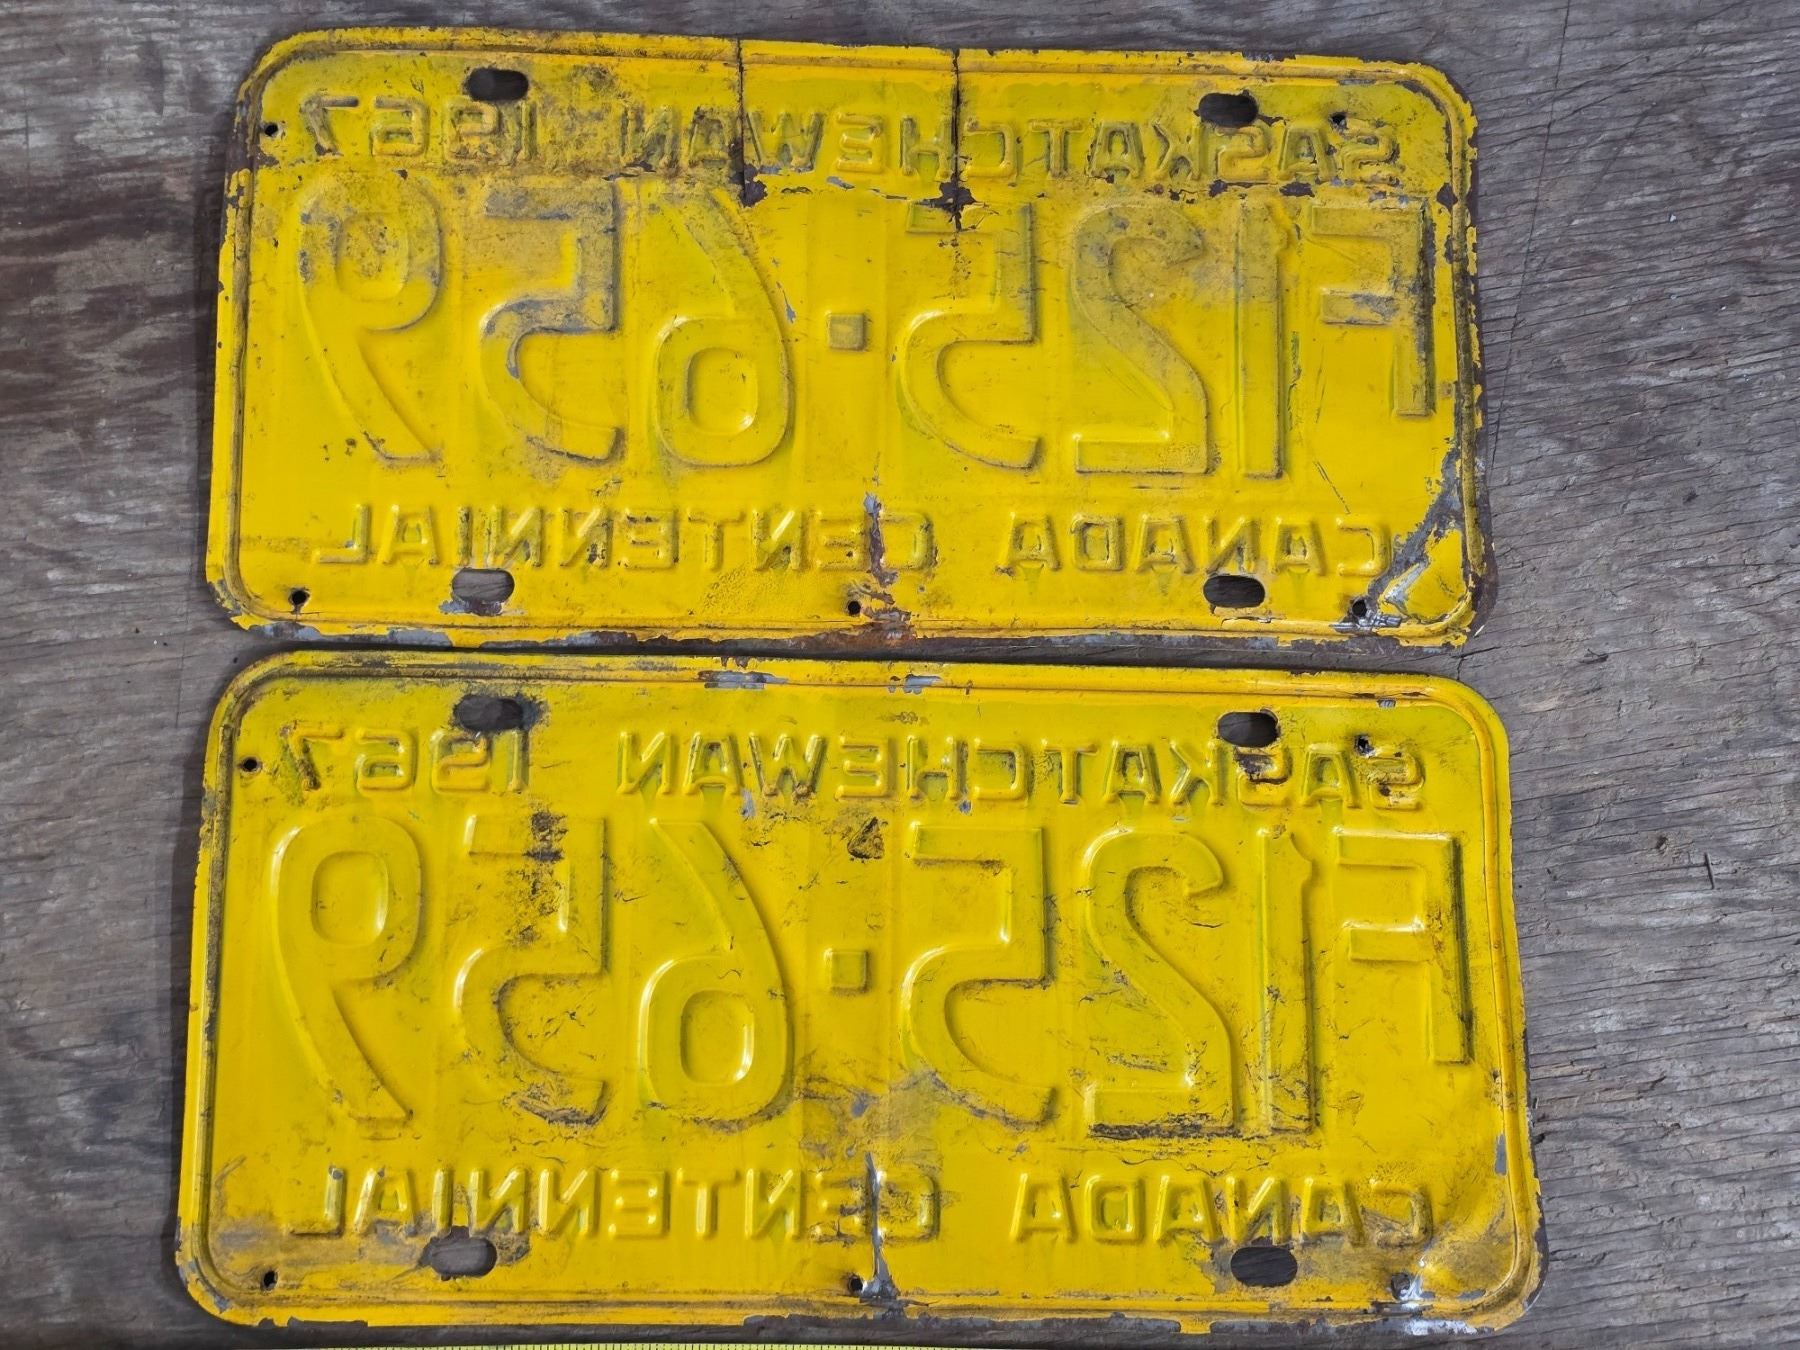 SASKATCHEWAN 1967
F125·659
CANADA CENTENNIAL
SASKATCHEWAN 1967
F125·659
CANADA CENTENNIAL